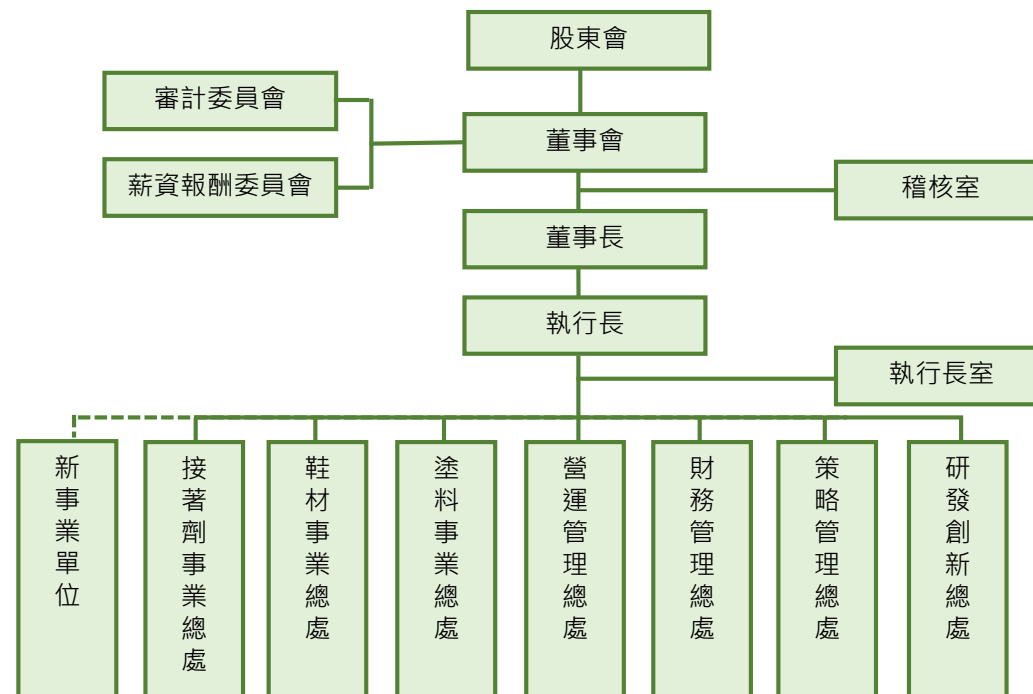 股東會
審計委員會
董事會
薪資報酬委員會
稽核室
董事長
執行長
執行長室
新事業單位
接著劑事業總處
鞋材事業總處
塗料事業總處
營運管理總處
財務管理總處
策略管理總處
研發創新總處